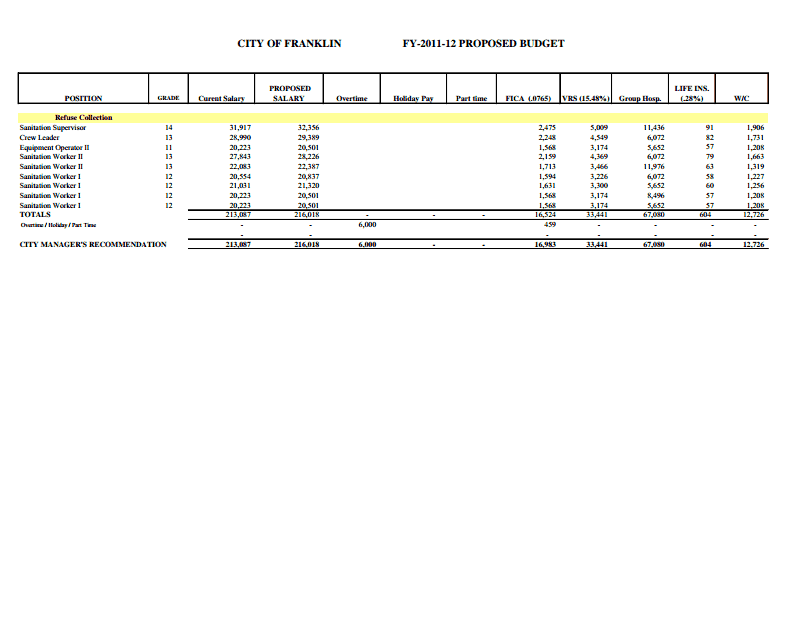 CITY OF FRANKLIN FY-2011-12 PROPOSED BUDGET
PROPOSED LIFE INS.
POSITION GRADE Curent Salary SALARY Overtime Holiday Pay Part time FICA (.0765) VRS (15.48%) Group Hosp. (.28%) W/C
Refuse Collection
Sanitation Supervisor 14 31,917 32,356 2,475 5,009 11,436 91 1,906
Crew Leader 13 28,990 29,389 2,248 4,549 6,072 82 1,731
Equipment Operator II 11 20,223 20,501 1,568 3,174 5,652 57 1,208
Sanitation Worker II 13 27,843 28,226 2,159 4,369 6,072 79 1,663
Sanitation Worker II 13 22,083 22,387 1,713 3,466 11,976 63 1,319
Sanitation Worker I 12 20,554 20,837 1,594 3,226 6,072 58 1,227
Sanitation Worker I 12 21,031 21,320 1,631 3,300 5,652 60 1,256
Sanitation Worker I 12 20,223 20,501 1,568 3,174 8,496 57 1,208
Sanitation Worker I 12 20,223 20,501 1,568 3,174 5,652 57 1,208
TOTALS 213,087 216,018 - - - 16,524 33,441 67,080 604 12,726
Overtime / Holiday / Part Time - - 6,000 459 - - - -
- - - - - - -
CITY MANAGER'S RECOMMENDATION 213,087 216,018 6,000 - - 16,983 33,441 67,080 604 12,726